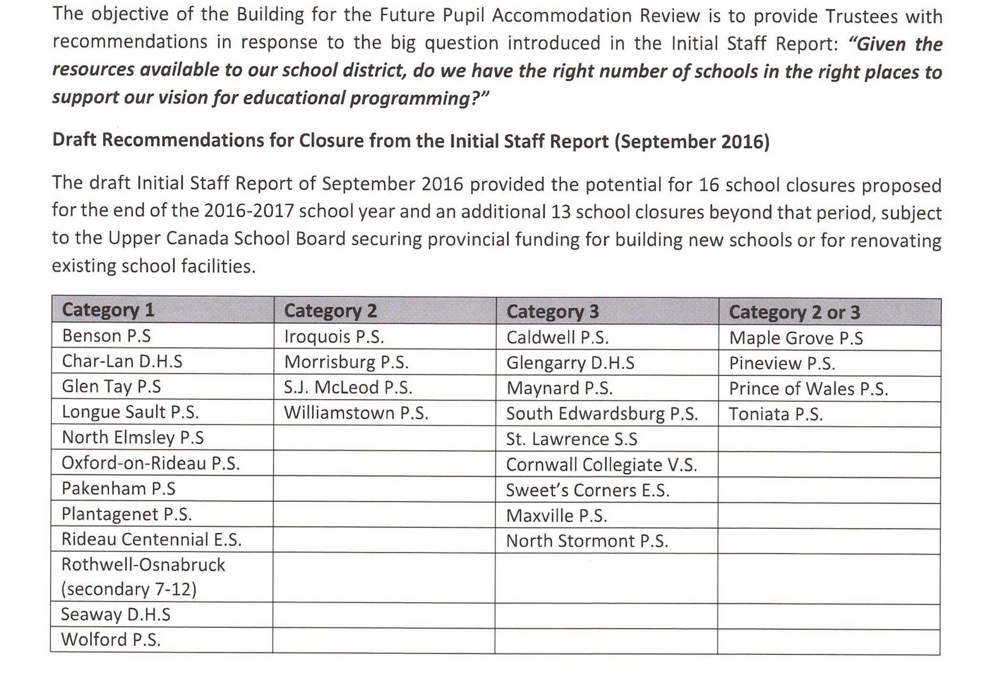 The objective of the Building for the Future Pupil Accommodation Review is to provide Trustees with
recommendations in response to the big question introduced in the Initial Staff Report: “Given the
resources available to our school district, do we have the right number of schools in the right places to
support our vision for educational programming?”
Draft Recommendations for Closure from the Initial Staff Report (September 2016)
The draft Initial Staff Report of September 2016 provided the potential for 16 school closures proposed
for the end of the 2016-2017 school year and an additional 13 school closures beyond that period, subject
to the Upper Canada School Board securing provincial funding for building new schools or for renovating
existing school facilities.
Category 1 Category 2 Category 3 Category 2 or 3
Benson P.S Iroquois P.S. Caldwell P.S. Maple Grove P.S
Char-Lan D.H.S Morrisburg P.S. Glengarry D.H.S Pineview P.S.
Glen Tay P.S S.J. McLeod P.S. Maynard P.S. Prince of Wales P.S.
Longue Sault P.S. Williamstown P.S. South Edwardsburg P.S. Toniata P.S.
North Elmsley P.S St. Lawrence S.S
Oxford-on-Rideau P.S. Cornwall Collegiate V.S.
Pakenham P.S Sweet’s Corners E.S.
Plantagenet P.S. Maxville P.S.
Rideau Centennial E.S. North Stormont P.S.
Rothwell-Osnabruck
(secondary 7-12)
Seaway D.H.S
Wolford P.S.